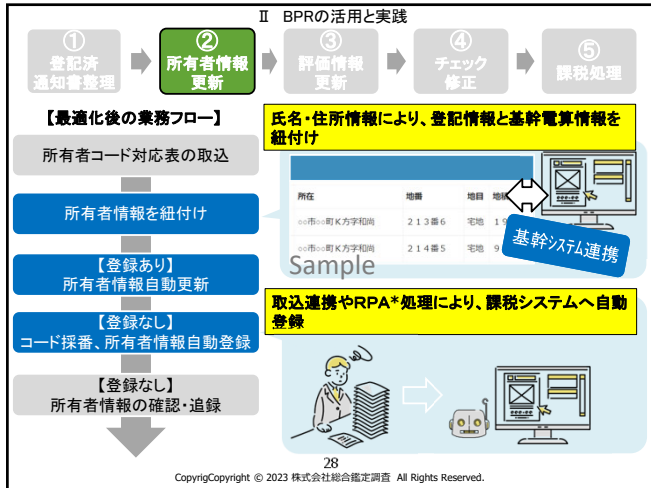 Ⅱ　BPRの活用と実践
①
登記済
通知書整理
②
所有者情報
更新
③
評価情報
更新
④
チェック
修正
⑤
課税処理
【最適化後の業務フロー】
所有者コード対応表の取込
所有者情報を紐付け
【登録あり】
所有者情報自動更新
【登録なし】
コード採番、所有者情報自動登録
【登録なし】
所有者情報の確認・追録
氏名・住所情報により、登記情報と基幹電算情報を
紐付け
所在 地番 地目 地積
○○市○○町K方字和尚 213番6 宅地 19
○○市○○町K方字和尚 214番5 宅地 9
Sample
基幹システム連携
取込連携やRPA*処理により、課税システムへ自動
登録
28
CopyrigCopyright © 2023 株式会社総合鑑定調査 All Rights Reserved.